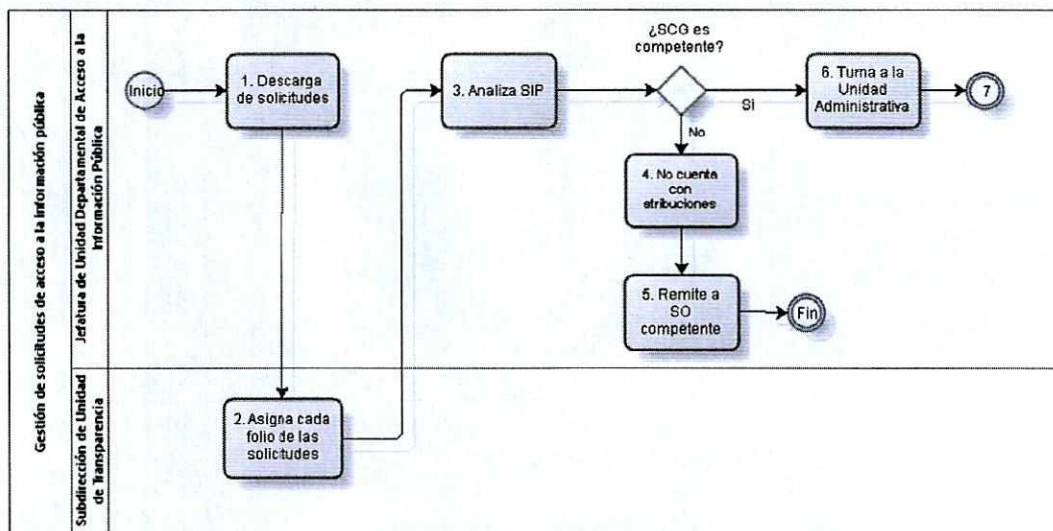 Gestión de solicitudes de acceso a la información pública
Jefatura de Unidad Departamental de Acceso a la
Información Pública
Inicio
1. Descarga
de solicitudes
3. Analiza SIP
¿SCG es
competente?
Sí
6. Turna a la
Unidad
Administrativa
7
No
4. No cuenta
con
atribuciones
5. Remite a
SO
competente
Fin
Subdirección de Unidad
de Transparencia
2. Asigna cada
folio de las
solicitudes